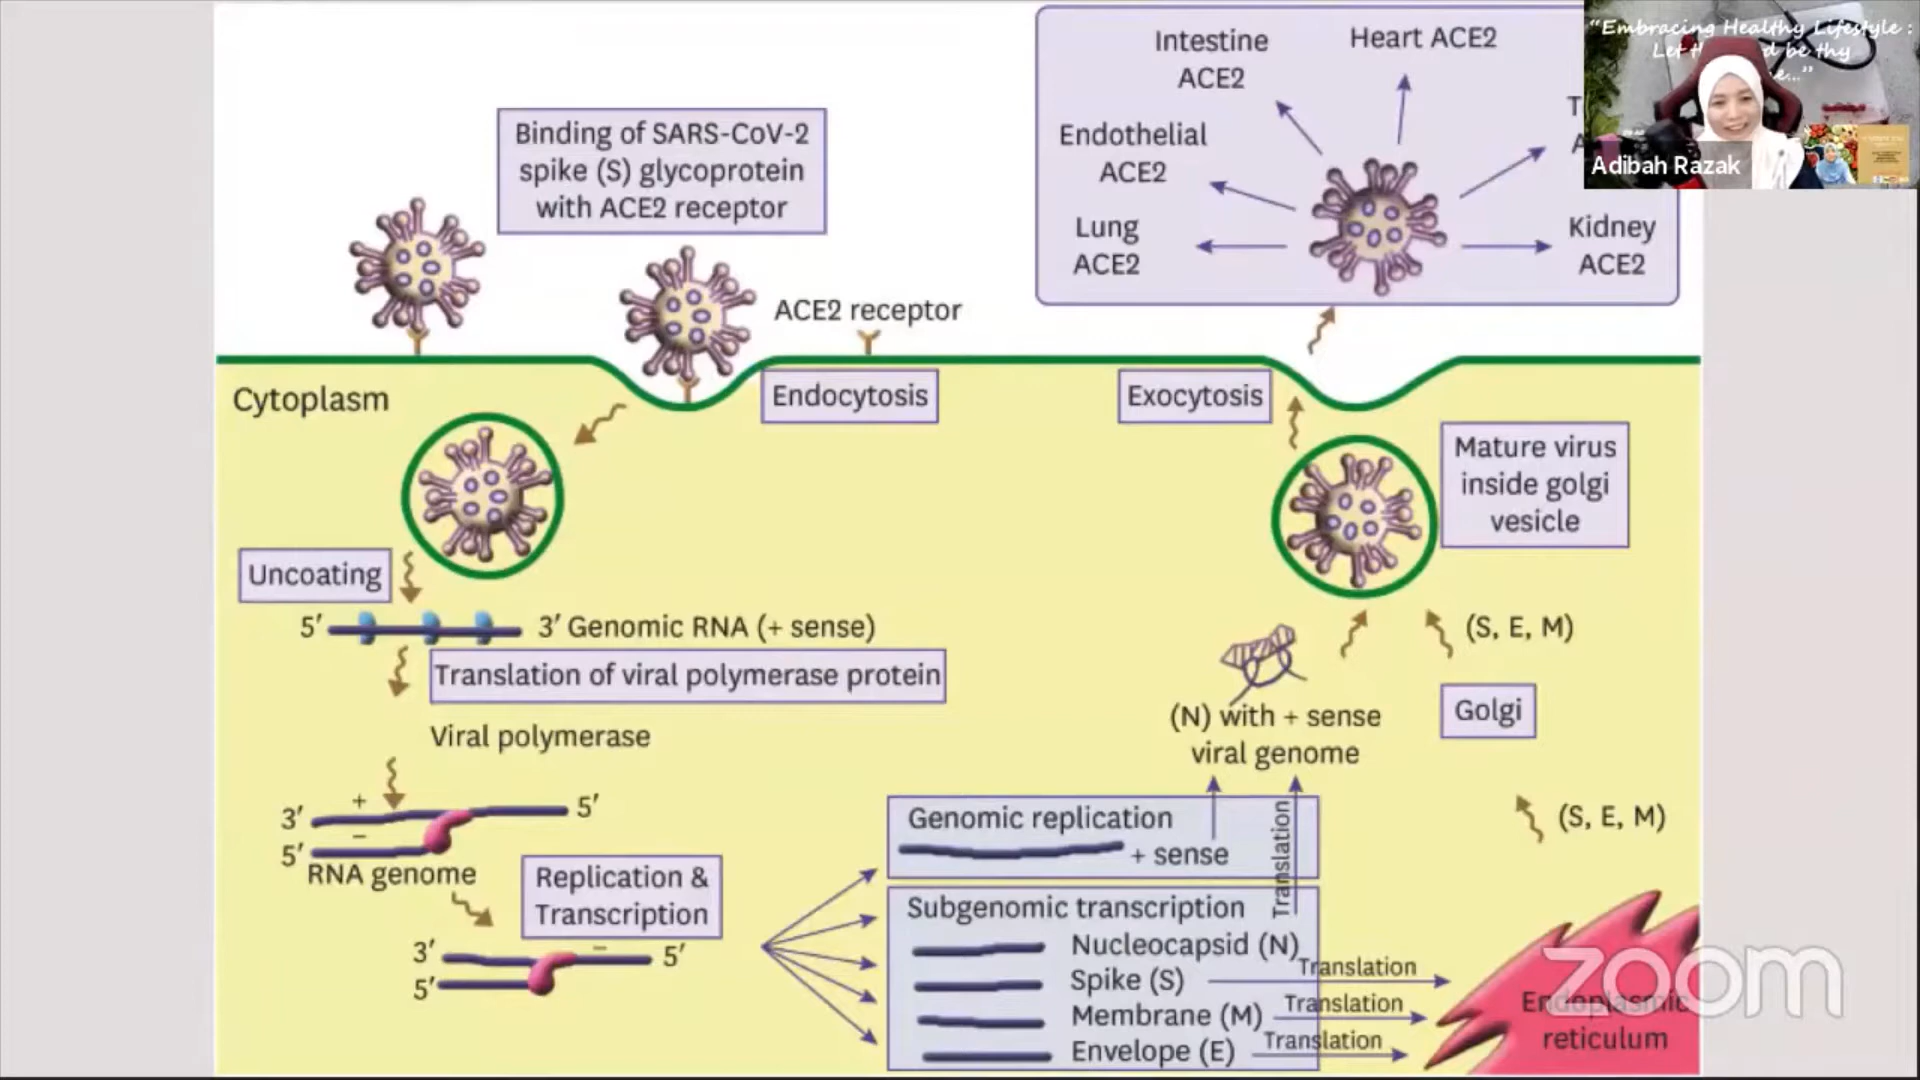 Intestine
ACE2
Heart ACE2
"Embracing Healthy Lifestyle :
be thy
Adibah Razak
Endothelial
ACE2
Lung
ACE2
Kidney
ACE2
Binding of SARS-CoV-2
spike (S) glycoprotein
with ACE2 receptor
ACE2 receptor
Cytoplasm
Endocytosis
Exocytosis
Mature virus
inside golgi
vesicle
Uncoating
5′
3′ Genomic RNA (+ sense)
Translation of viral polymerase protein
Viral polymerase
(S, E, M)
(N) with + sense
viral genome
Golgi
3′ + 5′
5′ −
RNA genome
Replication &
Transcription
3′ − 5′
5′
Genomic replication
+ sense
Translation
Subgenomic transcription
Nucleocapsid (N)
Spike (S)
Translation
Membrane (M)
Translation
Envelope (E)
Translation
(S, E, M)
Endoplasmic
reticulum
zoom